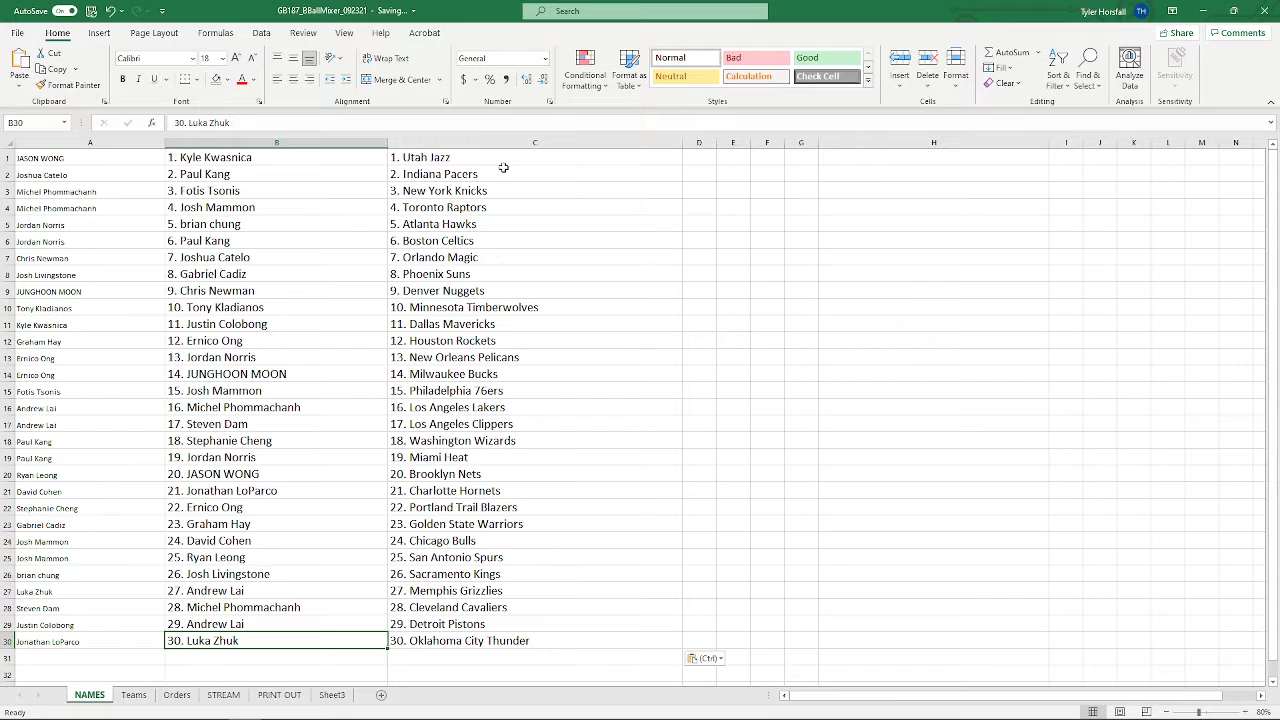 AutoSave On GB187_BBallMixer_092321 - Saving... Search Tyler Horsfall TH
File Home Insert Page Layout Formulas Data Review View Help Acrobat Share Comments
Cut Calibri 18 Wrap Text General Normal Bad Good AutoSum
Copy Conditional Format as Insert Delete Format Fill Sort & Find & Analyze Sensitivity
Paste Format Painter B I U Merge & Center $ % Formatting Table Neutral Calculation Check Cell Clear Filter Select Data
Clipboard Font Alignment Number Styles Cells Editing Analysis Sensitivity
B30 fx 30. Luka Zhuk
A B C D E F G H I J K L M N
1 JASON WONG 1. Kyle Kwasnica 1. Utah Jazz
2 Joshua Catelo 2. Paul Kang 2. Indiana Pacers
3 Michel Phommachanh 3. Fotis Tsonis 3. New York Knicks
4 Michel Phommachanh 4. Josh Mammon 4. Toronto Raptors
5 Jordan Norris 5. brian chung 5. Atlanta Hawks
6 Jordan Norris 6. Paul Kang 6. Boston Celtics
7 Chris Newman 7. Joshua Catelo 7. Orlando Magic
8 Josh Livingstone 8. Gabriel Cadiz 8. Phoenix Suns
9 JUNGHOON MOON 9. Chris Newman 9. Denver Nuggets
10 Tony Kladianos 10. Tony Kladianos 10. Minnesota Timberwolves
11 Kyle Kwasnica 11. Justin Colobong 11. Dallas Mavericks
12 Graham Hay 12. Ernico Ong 12. Houston Rockets
13 Ernico Ong 13. Jordan Norris 13. New Orleans Pelicans
14 Ernico Ong 14. JUNGHOON MOON 14. Milwaukee Bucks
15 Fotis Tsonis 15. Josh Mammon 15. Philadelphia 76ers
16 Andrew Lai 16. Michel Phommachanh 16. Los Angeles Lakers
17 Andrew Lai 17. Steven Dam 17. Los Angeles Clippers
18 Paul Kang 18. Stephanie Cheng 18. Washington Wizards
19 Paul Kang 19. Jordan Norris 19. Miami Heat
20 Ryan Leong 20. JASON WONG 20. Brooklyn Nets
21 David Cohen 21. Jonathan LoParco 21. Charlotte Hornets
22 Stephanie Cheng 22. Ernico Ong 22. Portland Trail Blazers
23 Gabriel Cadiz 23. Graham Hay 23. Golden State Warriors
24 Josh Mammon 24. David Cohen 24. Chicago Bulls
25 Josh Mammon 25. Ryan Leong 25. San Antonio Spurs
26 brian chung 26. Josh Livingstone 26. Sacramento Kings
27 Luka Zhuk 27. Andrew Lai 27. Memphis Grizzlies
28 Steven Dam 28. Michel Phommachanh 28. Cleveland Cavaliers
29 Justin Colobong 29. Andrew Lai 29. Detroit Pistons
30 Jonathan LoParco 30. Luka Zhuk 30. Oklahoma City Thunder
31 (Ctrl)
32
NAMES Teams Orders STREAM PRINT OUT Sheet3
Ready 80%